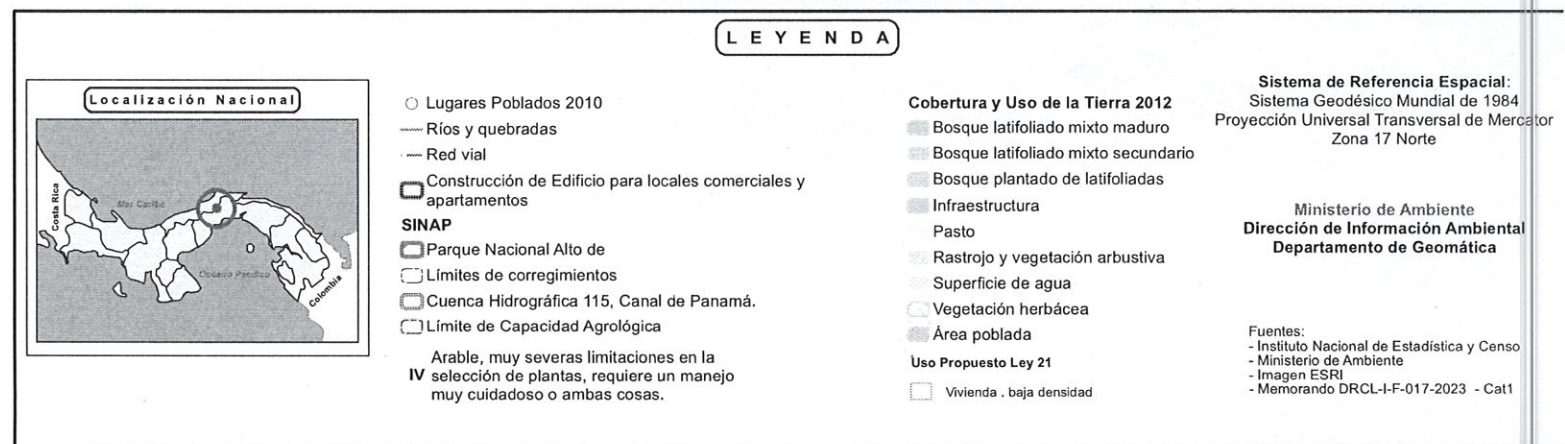 LEYENDA
Localización Nacional
Costa Rica
Mar Caribe
Océano Pacífico
Colombia
Lugares Poblados 2010
Ríos y quebradas
Red vial
Construcción de Edificio para locales comerciales y
apartamentos
SINAP
Parque Nacional Alto de
Límites de corregimientos
Cuenca Hidrográfica 115, Canal de Panamá.
Límite de Capacidad Agrológica
Arable, muy severas limitaciones en la
IV selección de plantas, requiere un manejo
muy cuidadoso o ambas cosas.
Cobertura y Uso de la Tierra 2012
Bosque latifoliado mixto maduro
Bosque latifoliado mixto secundario
Bosque plantado de latifoliadas
Infraestructura
Pasto
Rastrojo y vegetación arbustiva
Superficie de agua
Vegetación herbácea
Área poblada
Uso Propuesto Ley 21
Vivienda . baja densidad
Sistema de Referencia Espacial:
Sistema Geodésico Mundial de 1984
Proyección Universal Transversal de Mercator
Zona 17 Norte
Ministerio de Ambiente
Dirección de Información Ambiental
Departamento de Geomática
Fuentes:
- Instituto Nacional de Estadística y Censo
- Ministerio de Ambiente
- Imagen ESRI
- Memorando DRCL-I-F-017-2023 - Cat1